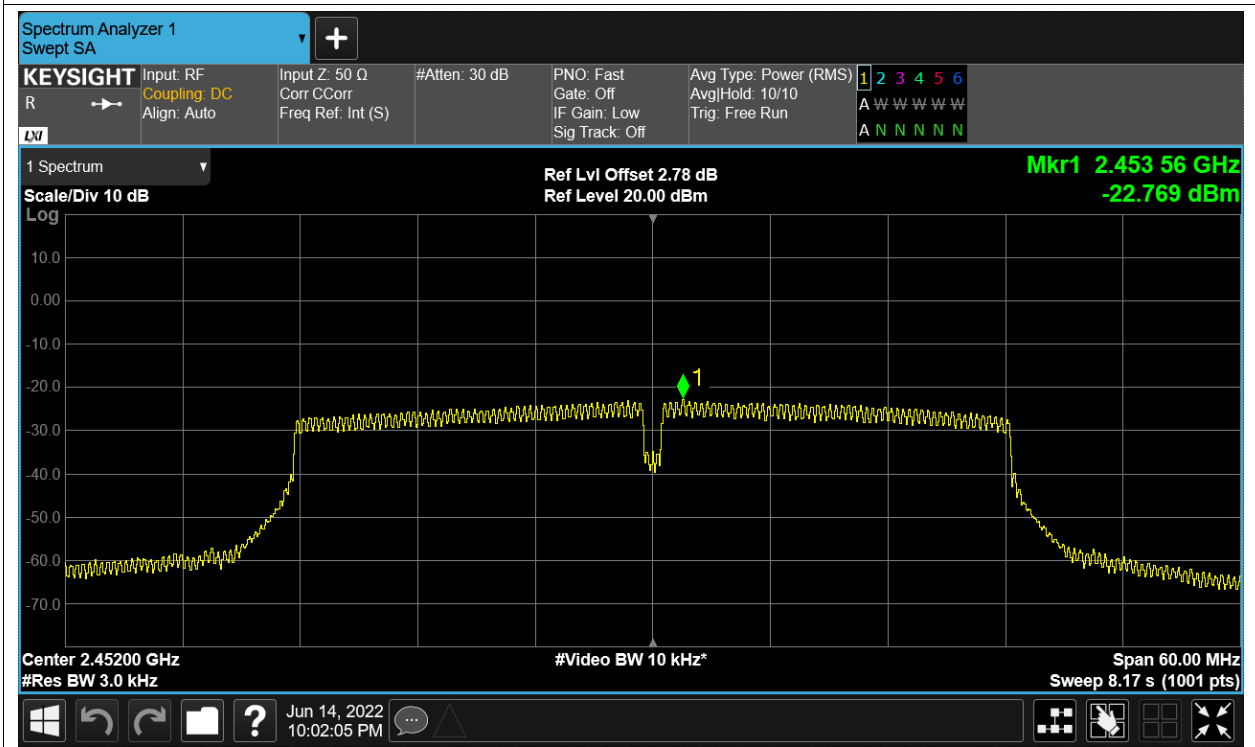 Spectrum Analyzer 1
Swept SA
KEYSIGHT
R
LXI
Input: RF
Coupling: DC
Align: Auto
Input Z: 50 Ω
Corr CCorr
Freq Ref: Int (S)
#Atten: 30 dB
PNO: Fast
Gate: Off
IF Gain: Low
Sig Track: Off
Avg Type: Power (RMS)
Avg|Hold: 10/10
Trig: Free Run
1 2 3 4 5 6
A W W W W W
A N N N N N
1 Spectrum
Scale/Div 10 dB
Log
Ref Lvl Offset 2.78 dB
Ref Level 20.00 dBm
Mkr1 2.453 56 GHz
-22.769 dBm
10.0
0.00
-10.0
-20.0
-30.0
-40.0
-50.0
-60.0
-70.0
1
Center 2.45200 GHz
#Res BW 3.0 kHz
#Video BW 10 kHz*
Span 60.00 MHz
Sweep 8.17 s (1001 pts)
?
Jun 14, 2022
10:02:05 PM